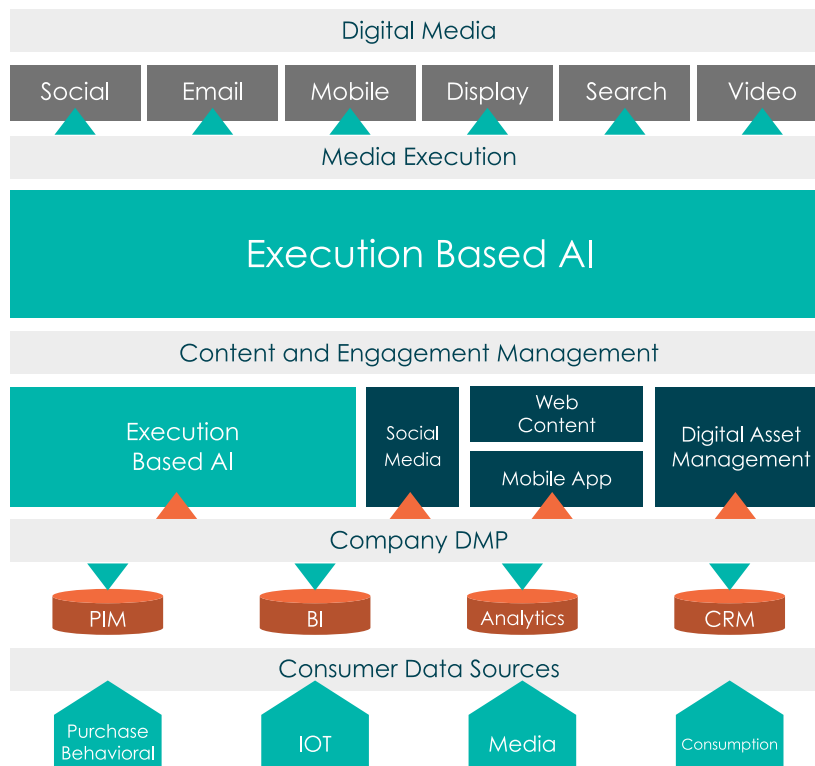 Digital Media
Social
Email
Mobile
Display
Search
Video
Media Execution
Execution Based AI
Content and Engagement Management
Execution
Based AI
Social
Media
Web
Content
Mobile App
Digital Asset
Management
Company DMP
PIM
BI
Analytics
CRM
Consumer Data Sources
Purchase
Behavioral
IOT
Media
Consumption